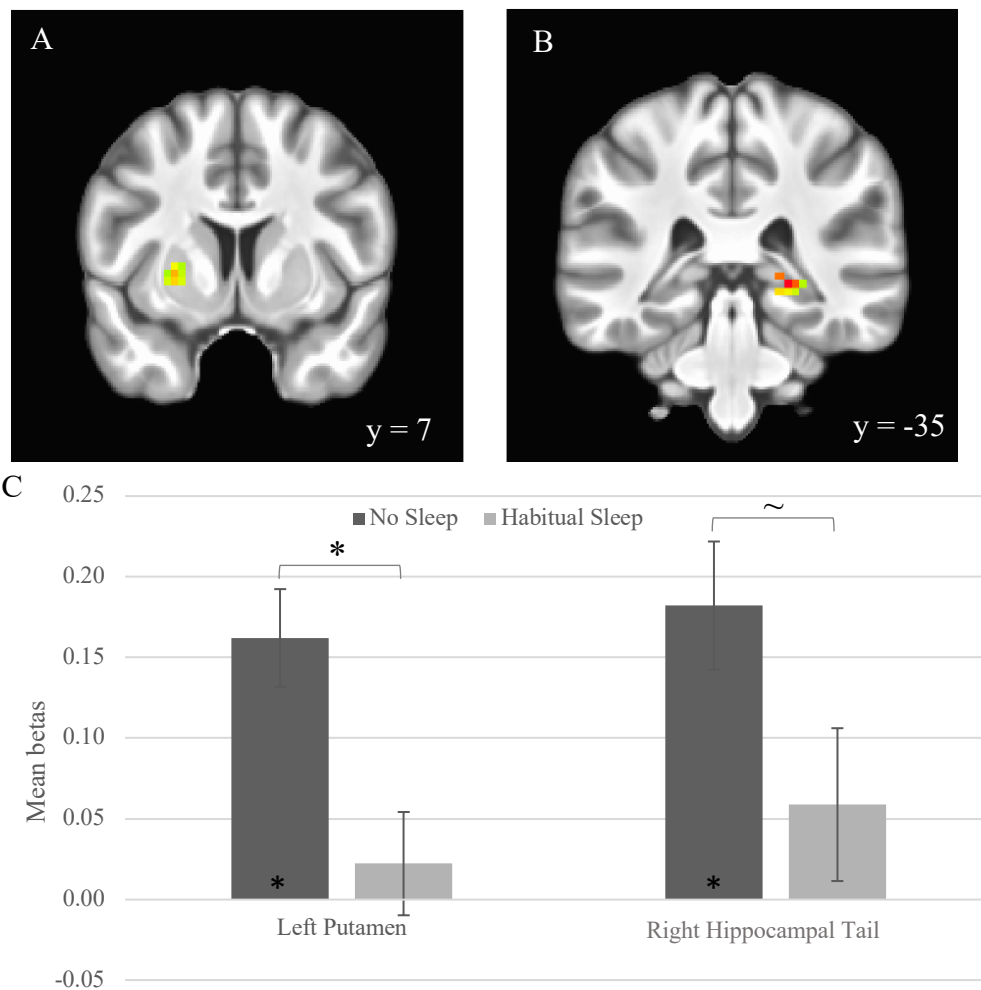 A
B
y = 7
y = -35
C
0.25
No Sleep Habitual Sleep
~
*
0.20
0.15
0.10
Mean betas
0.05
* *
0.00
Left Putamen
Right Hippocampal Tail
-0.05